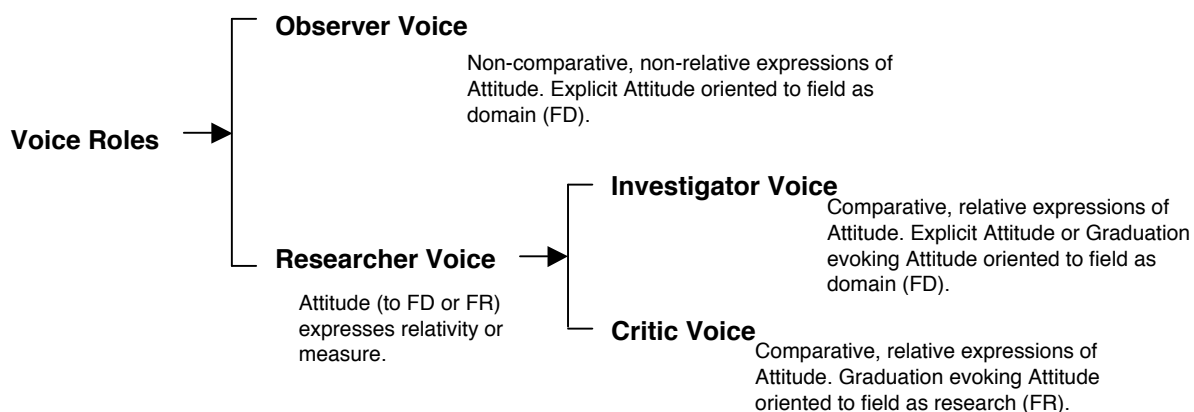 Observer Voice
Non-comparative, non-relative expressions of
Attitude. Explicit Attitude oriented to field as
domain (FD).
Voice Roles
Investigator Voice
Comparative, relative expressions of
Attitude. Explicit Attitude or Graduation
evoking Attitude oriented to field as
domain (FD).
Researcher Voice
Attitude (to FD or FR)
expresses relativity or
measure.
Critic Voice
Comparative, relative expressions of
Attitude. Graduation evoking Attitude
oriented to field as research (FR).